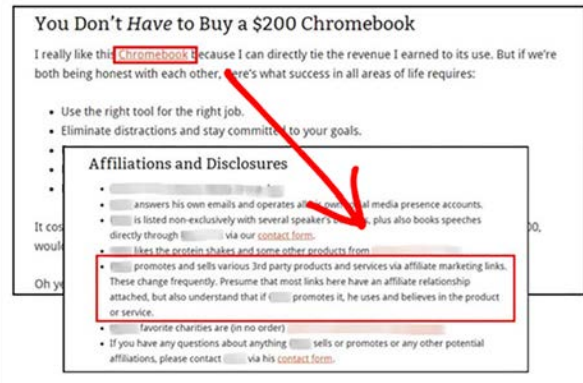 You Don't Have to Buy a $200 Chromebook
I really like this Chromebook because I can directly tie the revenue I earned to its use. But if we're
both being honest with each other, here's what success in all areas of life requires:
• Use the right tool for the right job.
• Eliminate distractions and stay committed to your goals.
Affiliations and Disclosures
• answers his own emails and operates all his own social media presence accounts.
• is listed non-exclusively with several speaker's plus also books speeches
directly through via our contact form.
• likes the protein shakes and some other products from
• promotes and sells various 3rd party products and services via affiliate marketing links.
These change frequently. Presume that most links here have an affiliate relationship
attached, but also understand that if promotes it, he uses and believes in the product
or service.
• favorite charities are (in no order)
• If you have any questions about anything sells or promotes or any other potential
affiliations, please contact via his contact form.
It cos
00,
would
Oh ye